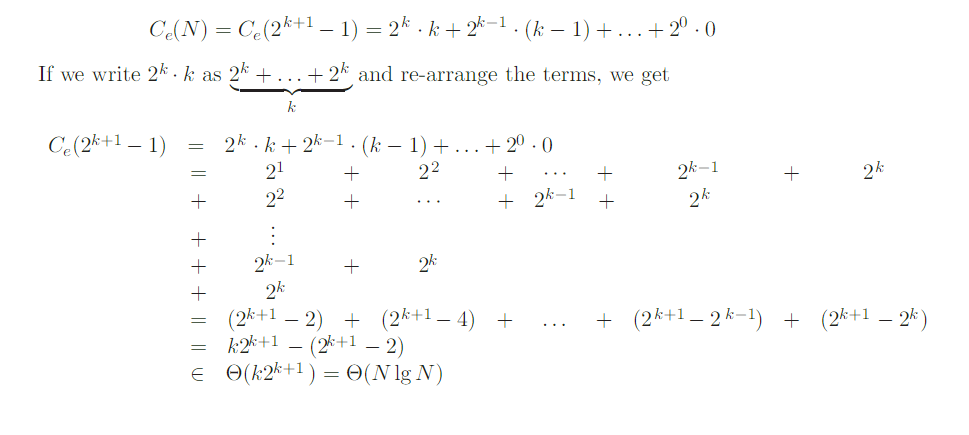 C_e(N) = C_e(2^{k+1} − 1) = 2^k · k + 2^{k−1} · (k − 1) + . . . + 2^0 · 0
If we write 2^k · k as 2^k + . . . + 2^k and re-arrange the terms, we get
k
C_e(2^{k+1} − 1) = 2^k · k + 2^{k−1} · (k − 1) + . . . + 2^0 · 0
= 2^1 + 2^2 + ··· + 2^{k−1} + 2^k
+ 2^2 + ··· + 2^{k−1} + 2^k
+ ⋮
+ 2^{k−1} + 2^k
+ 2^k
= (2^{k+1} − 2) + (2^{k+1} − 4) + ... + (2^{k+1} − 2^{k−1}) + (2^{k+1} − 2^k)
= k2^{k+1} − (2^{k+1} − 2)
∈ Θ(k2^{k+1}) = Θ(N lg N)